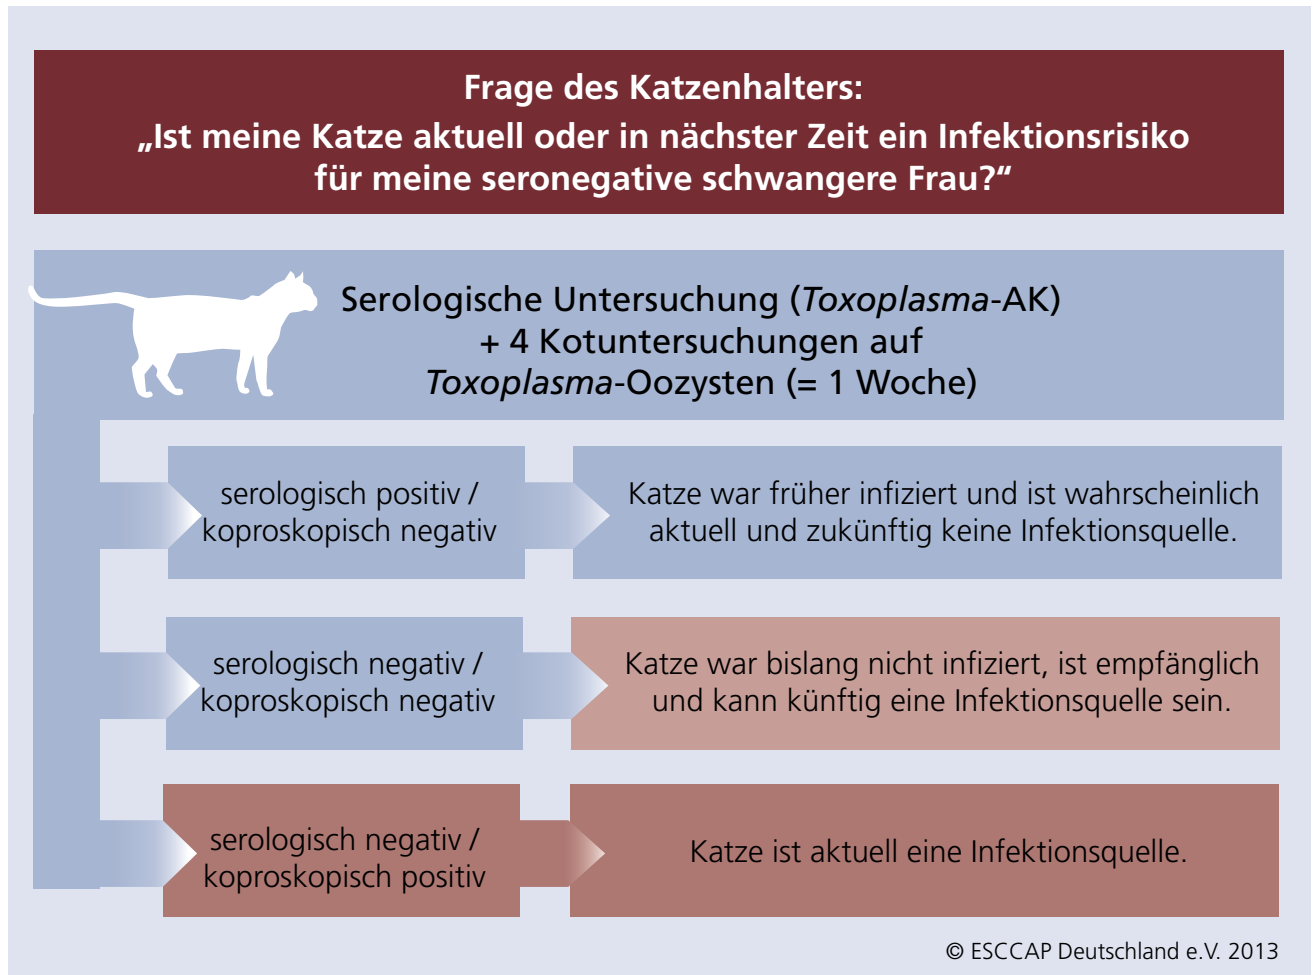 Frage des Katzenhalters:
„Ist meine Katze aktuell oder in nächster Zeit ein Infektionsrisiko
für meine seronegative schwangere Frau?“
Serologische Untersuchung (Toxoplasma-AK)
+ 4 Kotuntersuchungen auf
Toxoplasma-Oozysten (= 1 Woche)
serologisch positiv /
koproskopisch negativ
Katze war früher infiziert und ist wahrscheinlich
aktuell und zukünftig keine Infektionsquelle.
serologisch negativ /
koproskopisch negativ
Katze war bislang nicht infiziert, ist empfänglich
und kann künftig eine Infektionsquelle sein.
serologisch negativ /
koproskopisch positiv
Katze ist aktuell eine Infektionsquelle.
© ESCCAP Deutschland e.V. 2013